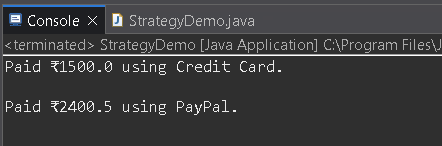 Console × StrategyDemo.java
<terminated> StrategyDemo [Java Application] C:\Program Files\J
Paid ₹1500.0 using Credit Card.
Paid ₹2400.5 using PayPal.